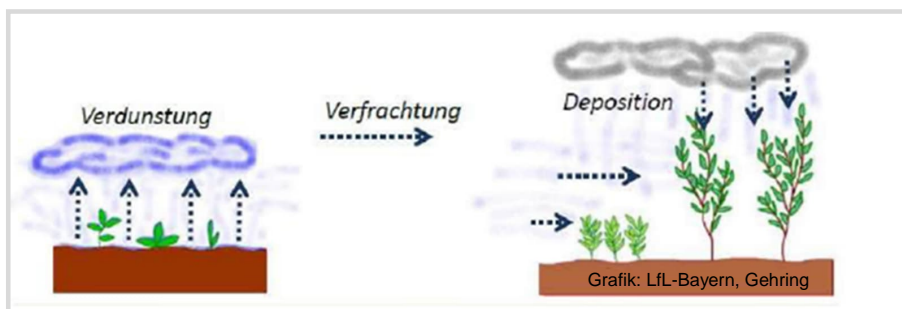 Verdunstung
Verfrachtung
Deposition
Grafik: LfL-Bayern, Gehring